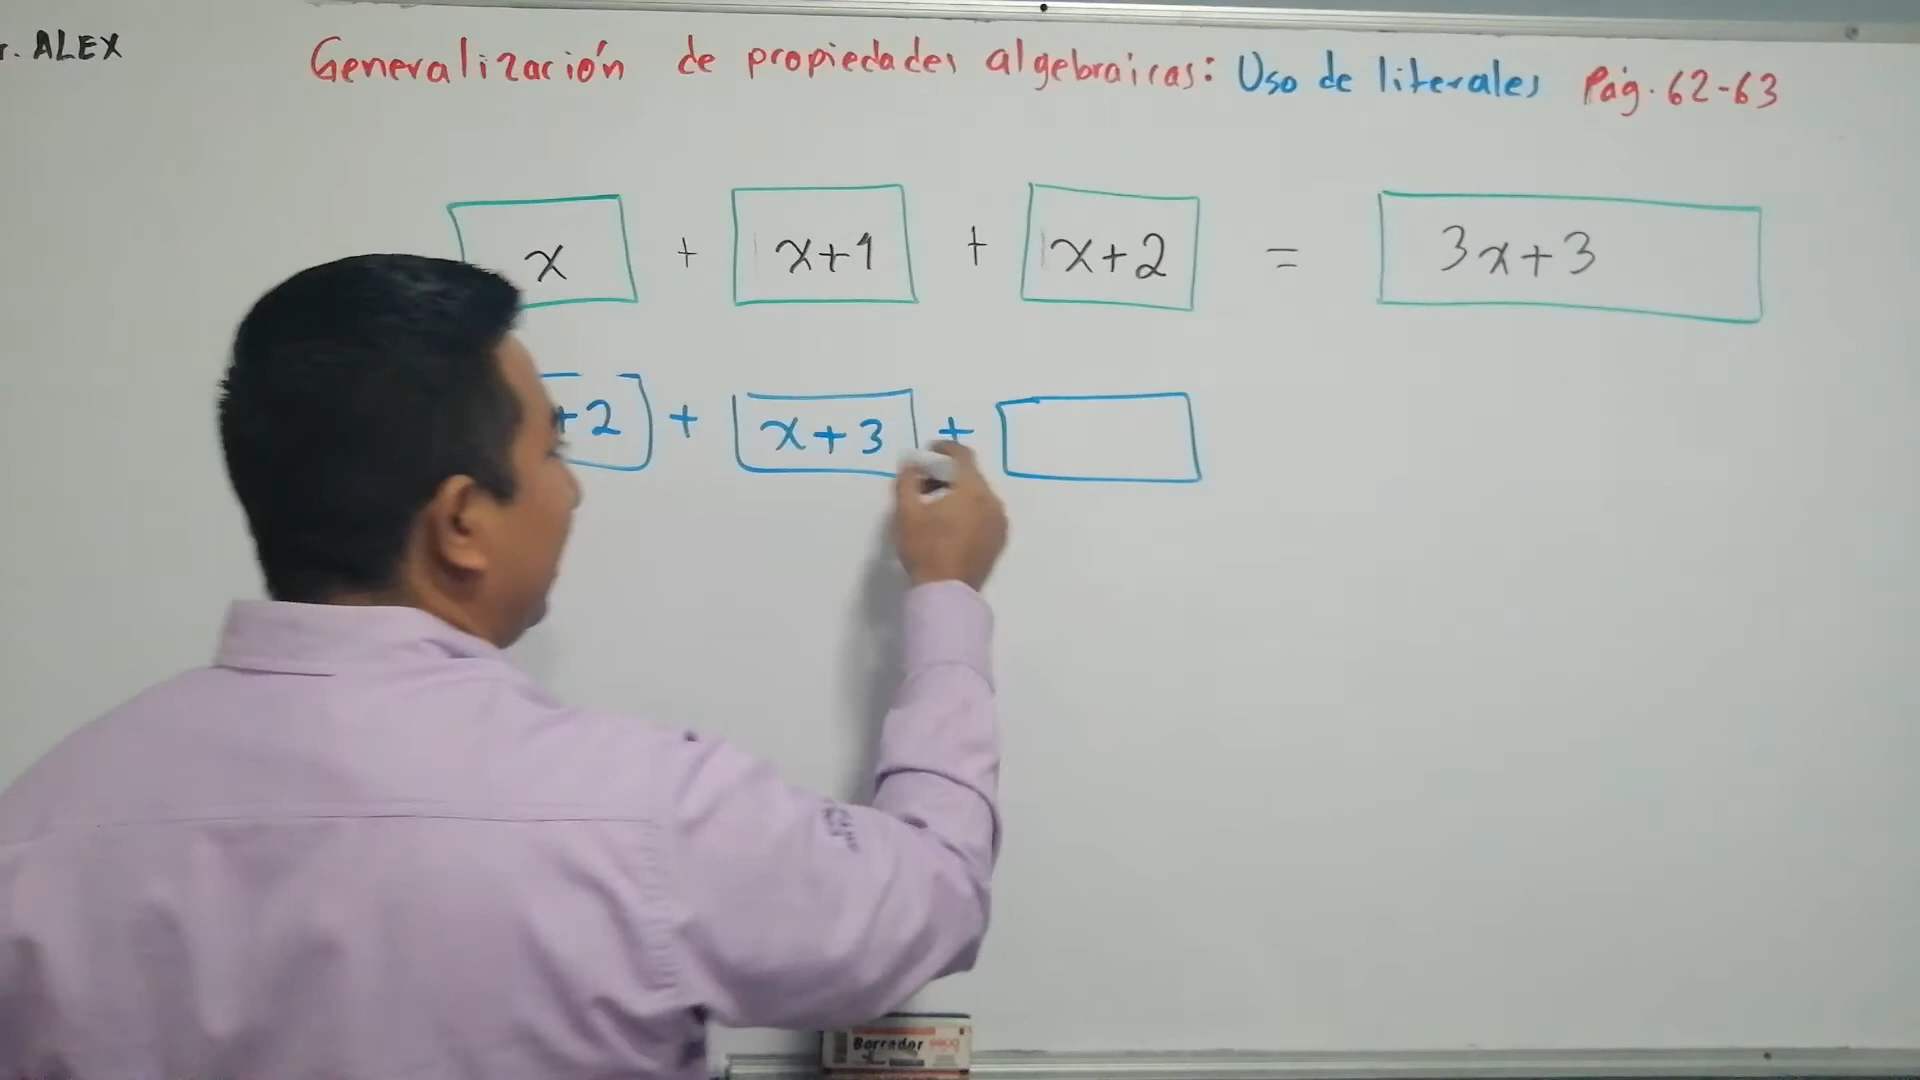 r. ALEX
Generalización de propiedades algebraicas: Uso de literales Pág. 62-63
x + x+1 + x+2 = 3x+3
+2 + x+3 +
Borrador